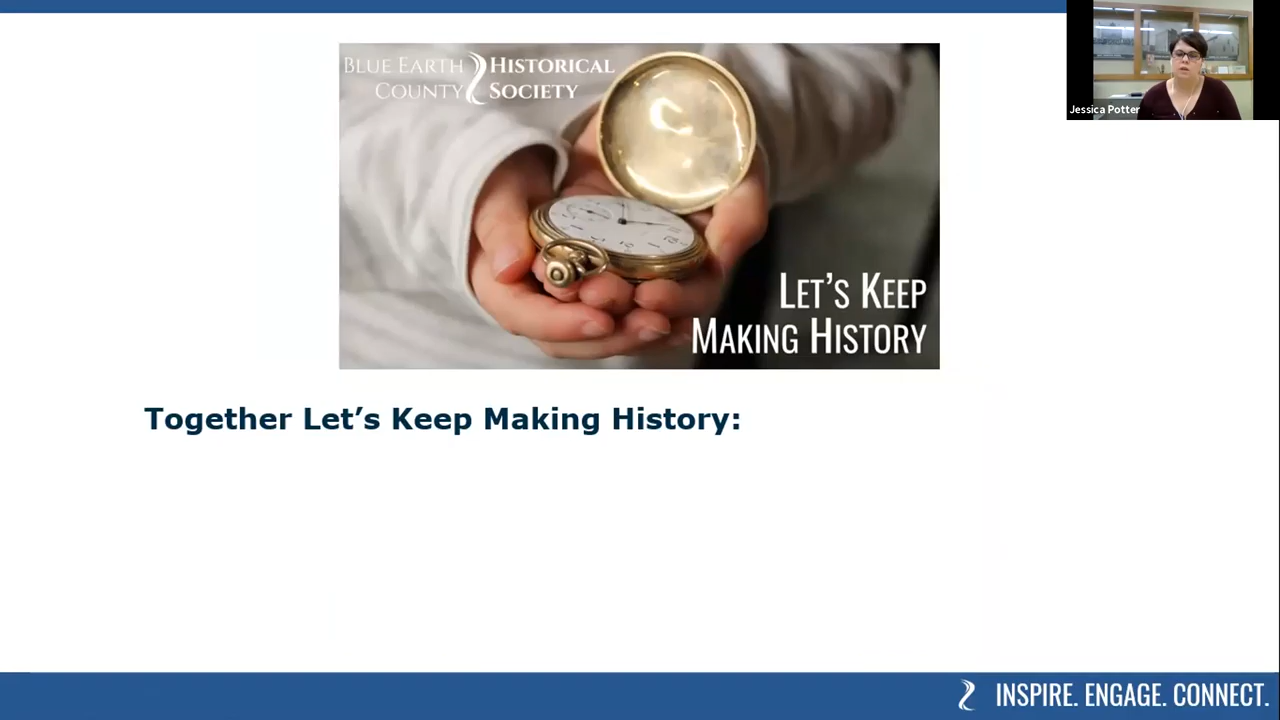 BLUE EARTH HISTORICAL
COUNTY SOCIETY
Jessica Potter
LET'S KEEP
MAKING HISTORY
Together Let's Keep Making History:
INSPIRE. ENGAGE. CONNECT.